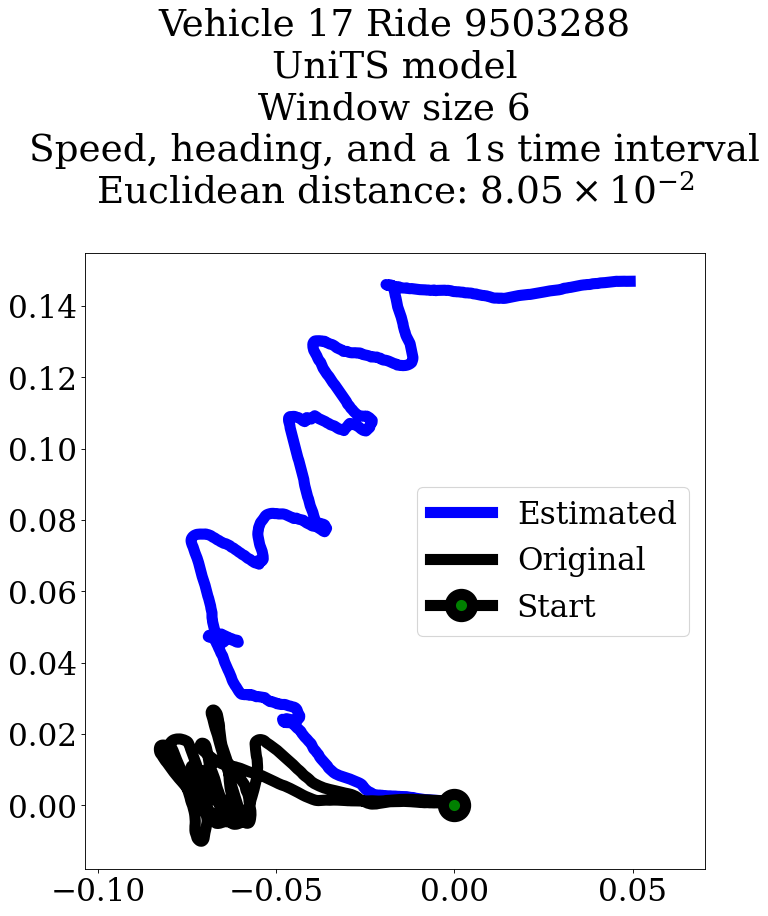 Vehicle 17 Ride 9503288
UniTS model
Window size 6
Speed, heading, and a 1s time interval
Euclidean distance: 8.05 × 10⁻²
0.14
0.12
0.10
0.08
Estimated
Original
0.06
Start
0.04
0.02
0.00
−0.10 −0.05 0.00 0.05